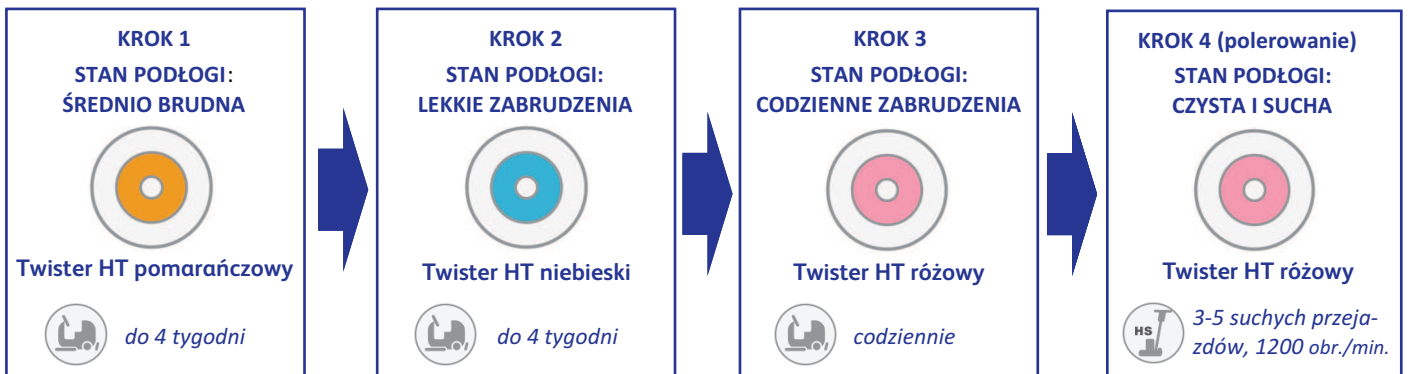 KROK 1
STAN PODŁOGI:
ŚREDNIO BRUDNA
Twister HT pomarańczowy
do 4 tygodni
KROK 2
STAN PODŁOGI:
LEKKIE ZABRUDZENIA
Twister HT niebieski
do 4 tygodni
KROK 3
STAN PODŁOGI:
CODZIENNE ZABRUDZENIA
Twister HT różowy
codziennie
KROK 4 (polerowanie)
STAN PODŁOGI:
CZYSTA I SUCHA
Twister HT różowy
HS
3-5 suchych przeja-
zdów, 1200 obr./min.